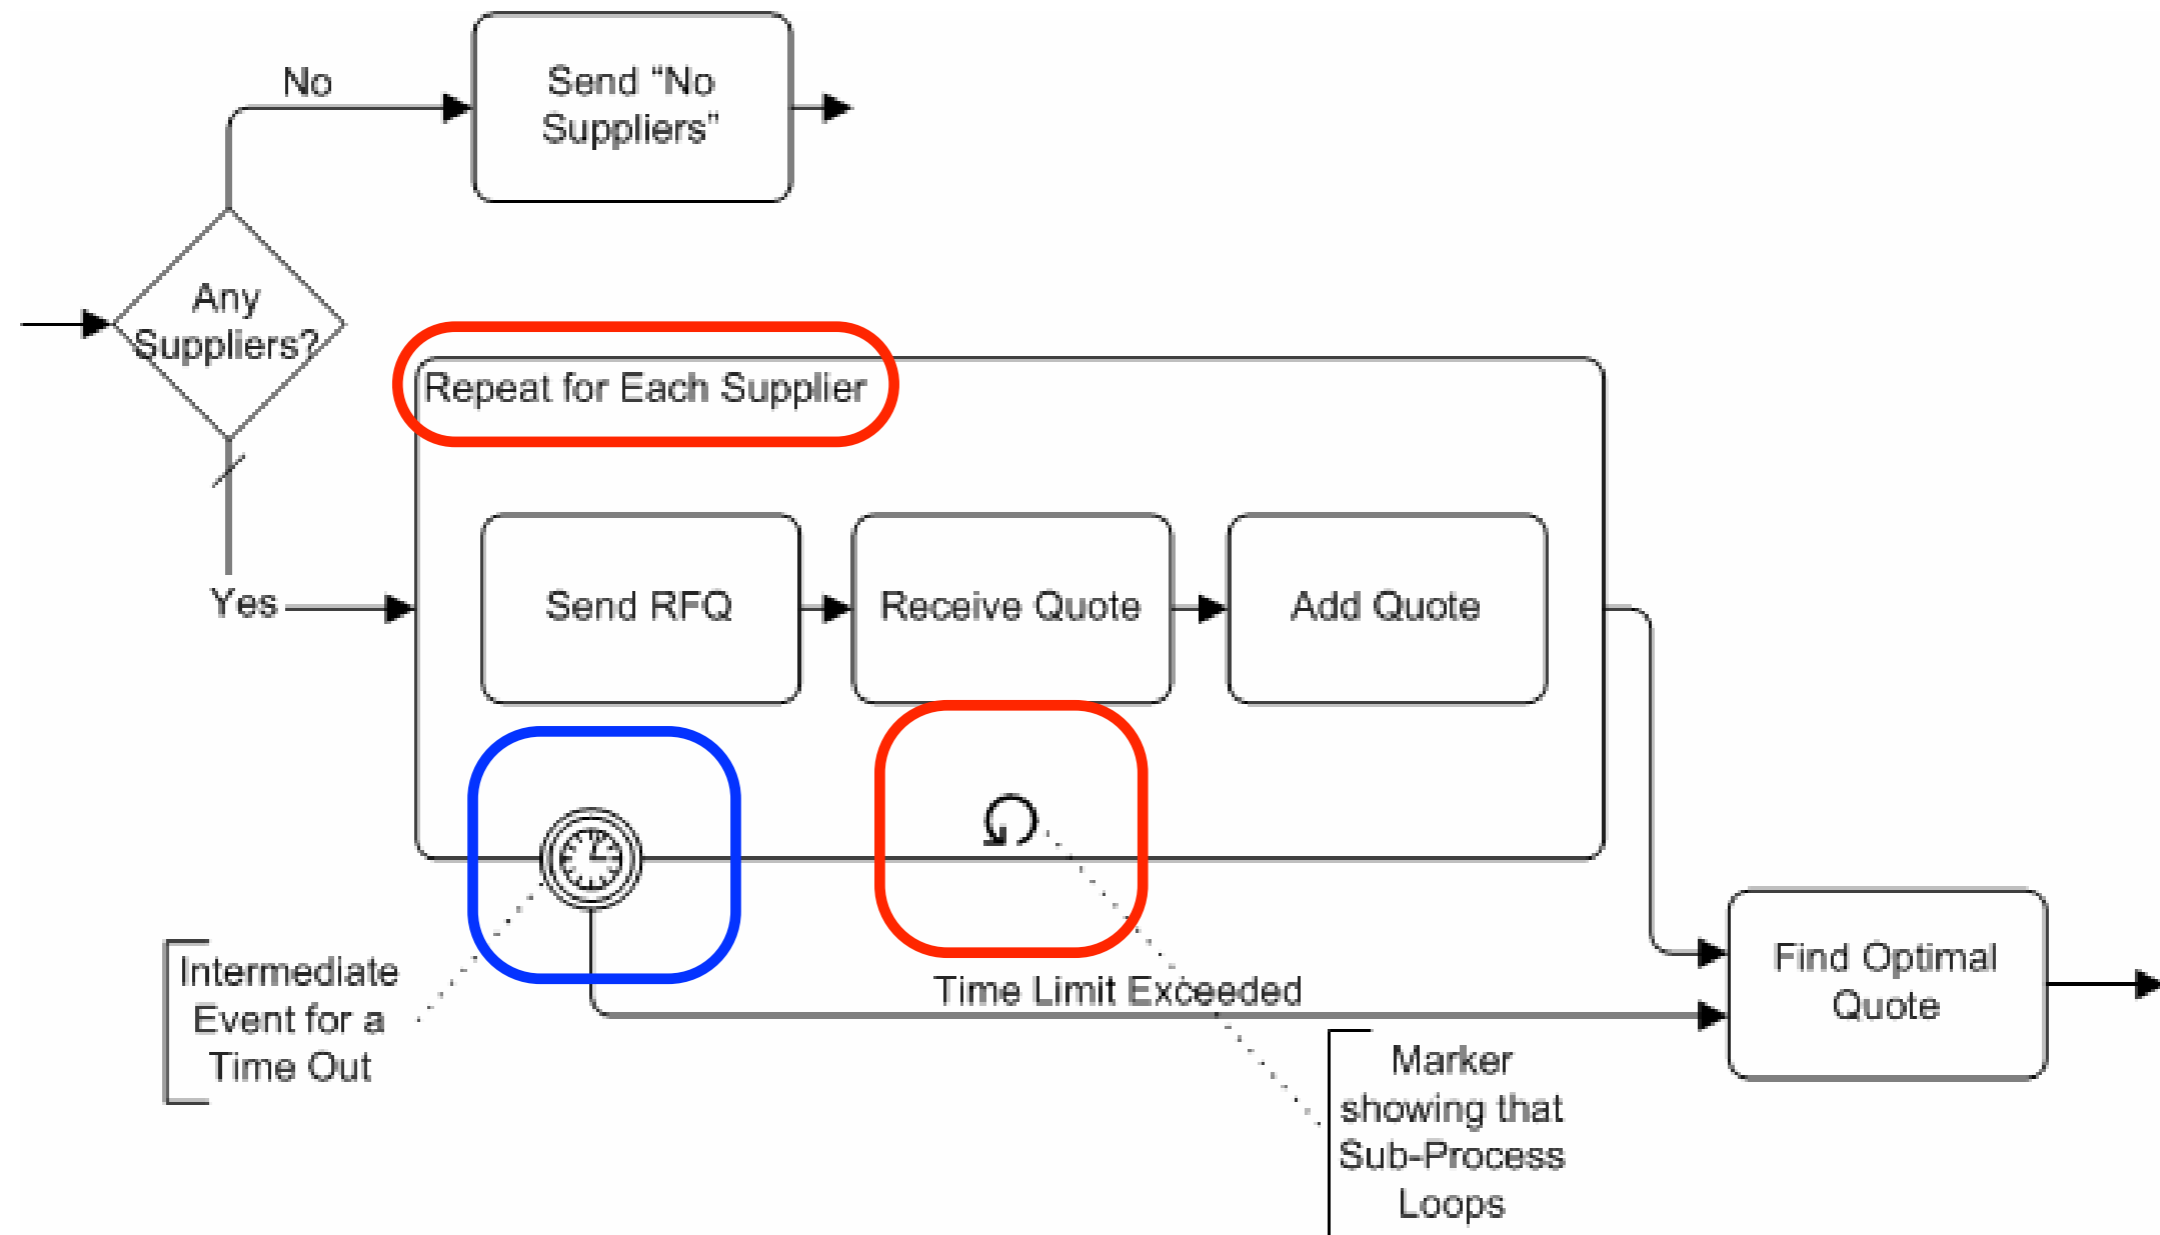 No
Send “No
Suppliers”
Any
Suppliers?
Repeat for Each Supplier
Yes
Send RFQ
Receive Quote
Add Quote
Intermediate
Event for a
Time Out
Time Limit Exceeded
Find Optimal
Quote
Marker
showing that
Sub-Process
Loops